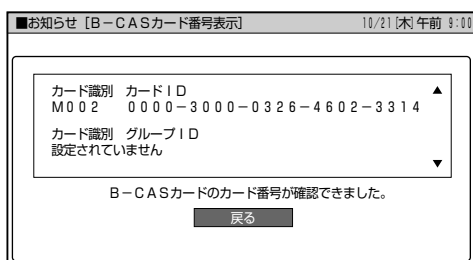 ■お知らせ［B－CASカード番号表示］ 10/21[木]午前 9:00
カード識別 カードＩＤ ▲
Ｍ００２ ００００－３０００－０３２６－４６０２－３３１４
カード識別 グループＩＤ
設定されていません
▼
B－CASカードのカード番号が確認できました。
戻る